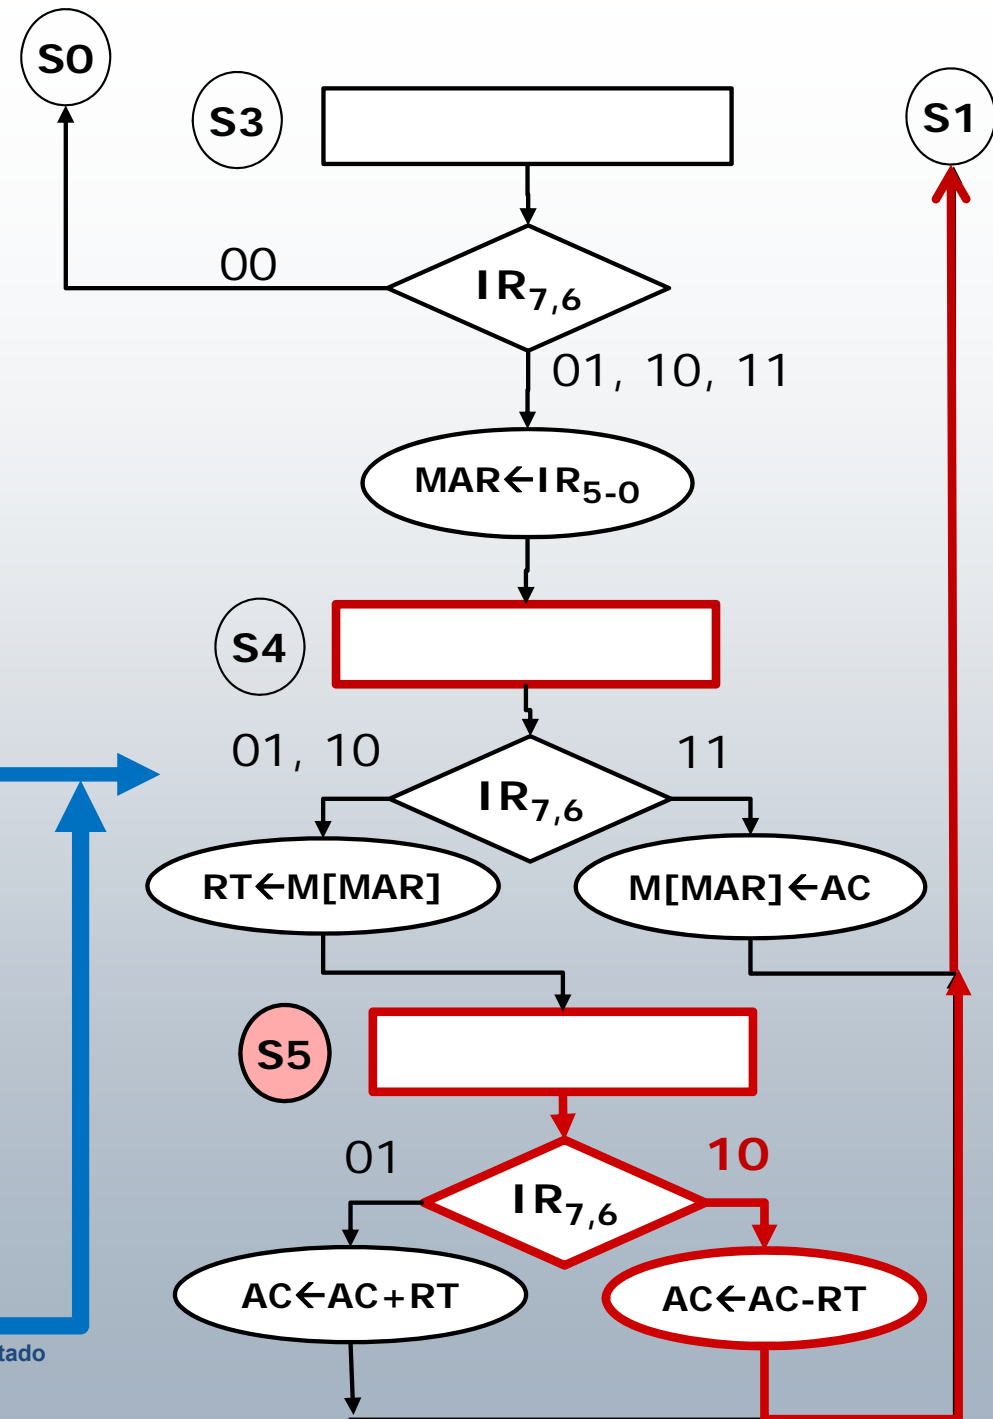 S0
S3
S1
00
IR7,6
01, 10, 11
MAR←IR5-0
S4
01, 10
11
IR7,6
RT←M[MAR]
M[MAR]←AC
S5
01
10
IR7,6
AC←AC+RT
AC←AC-RT
tado